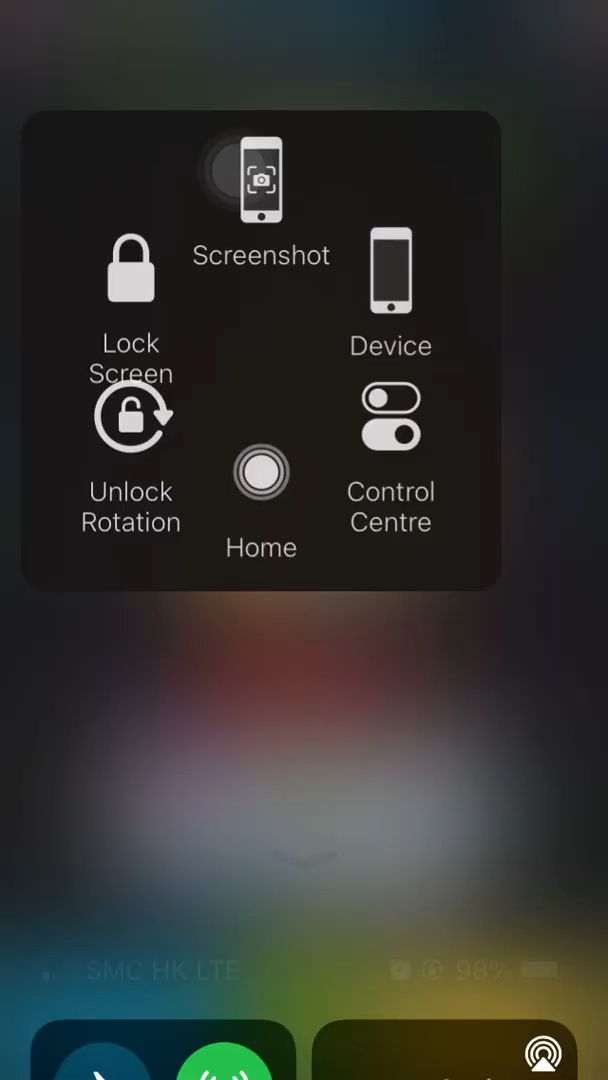 Screenshot
Lock
Screen
Device
Unlock
Rotation
Control
Centre
Home
SMC HK LTE
98%